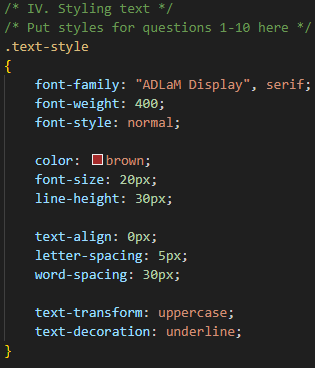 /* IV. Styling text */
/* Put styles for questions 1-10 here */
.text-style
{
font-family: "ADLaM Display", serif;
font-weight: 400;
font-style: normal;
color: brown;
font-size: 20px;
line-height: 30px;
text-align: 0px;
letter-spacing: 5px;
word-spacing: 30px;
text-transform: uppercase;
text-decoration: underline;
}